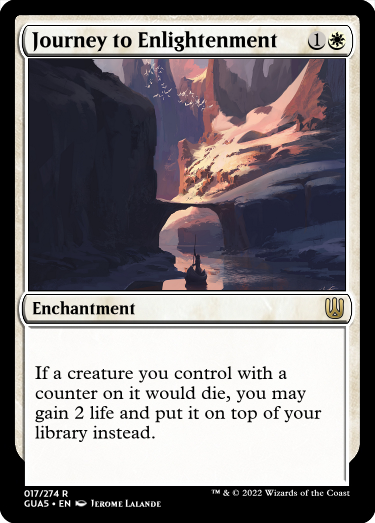 Journey to Enlightenment 1
Enchantment
If a creature you control with a
counter on it would die, you may
gain 2 life and put it on top of your
library instead.
017/274 R
GUA5 • EN Jerome Lalande
™ & © 2022 Wizards of the Coast